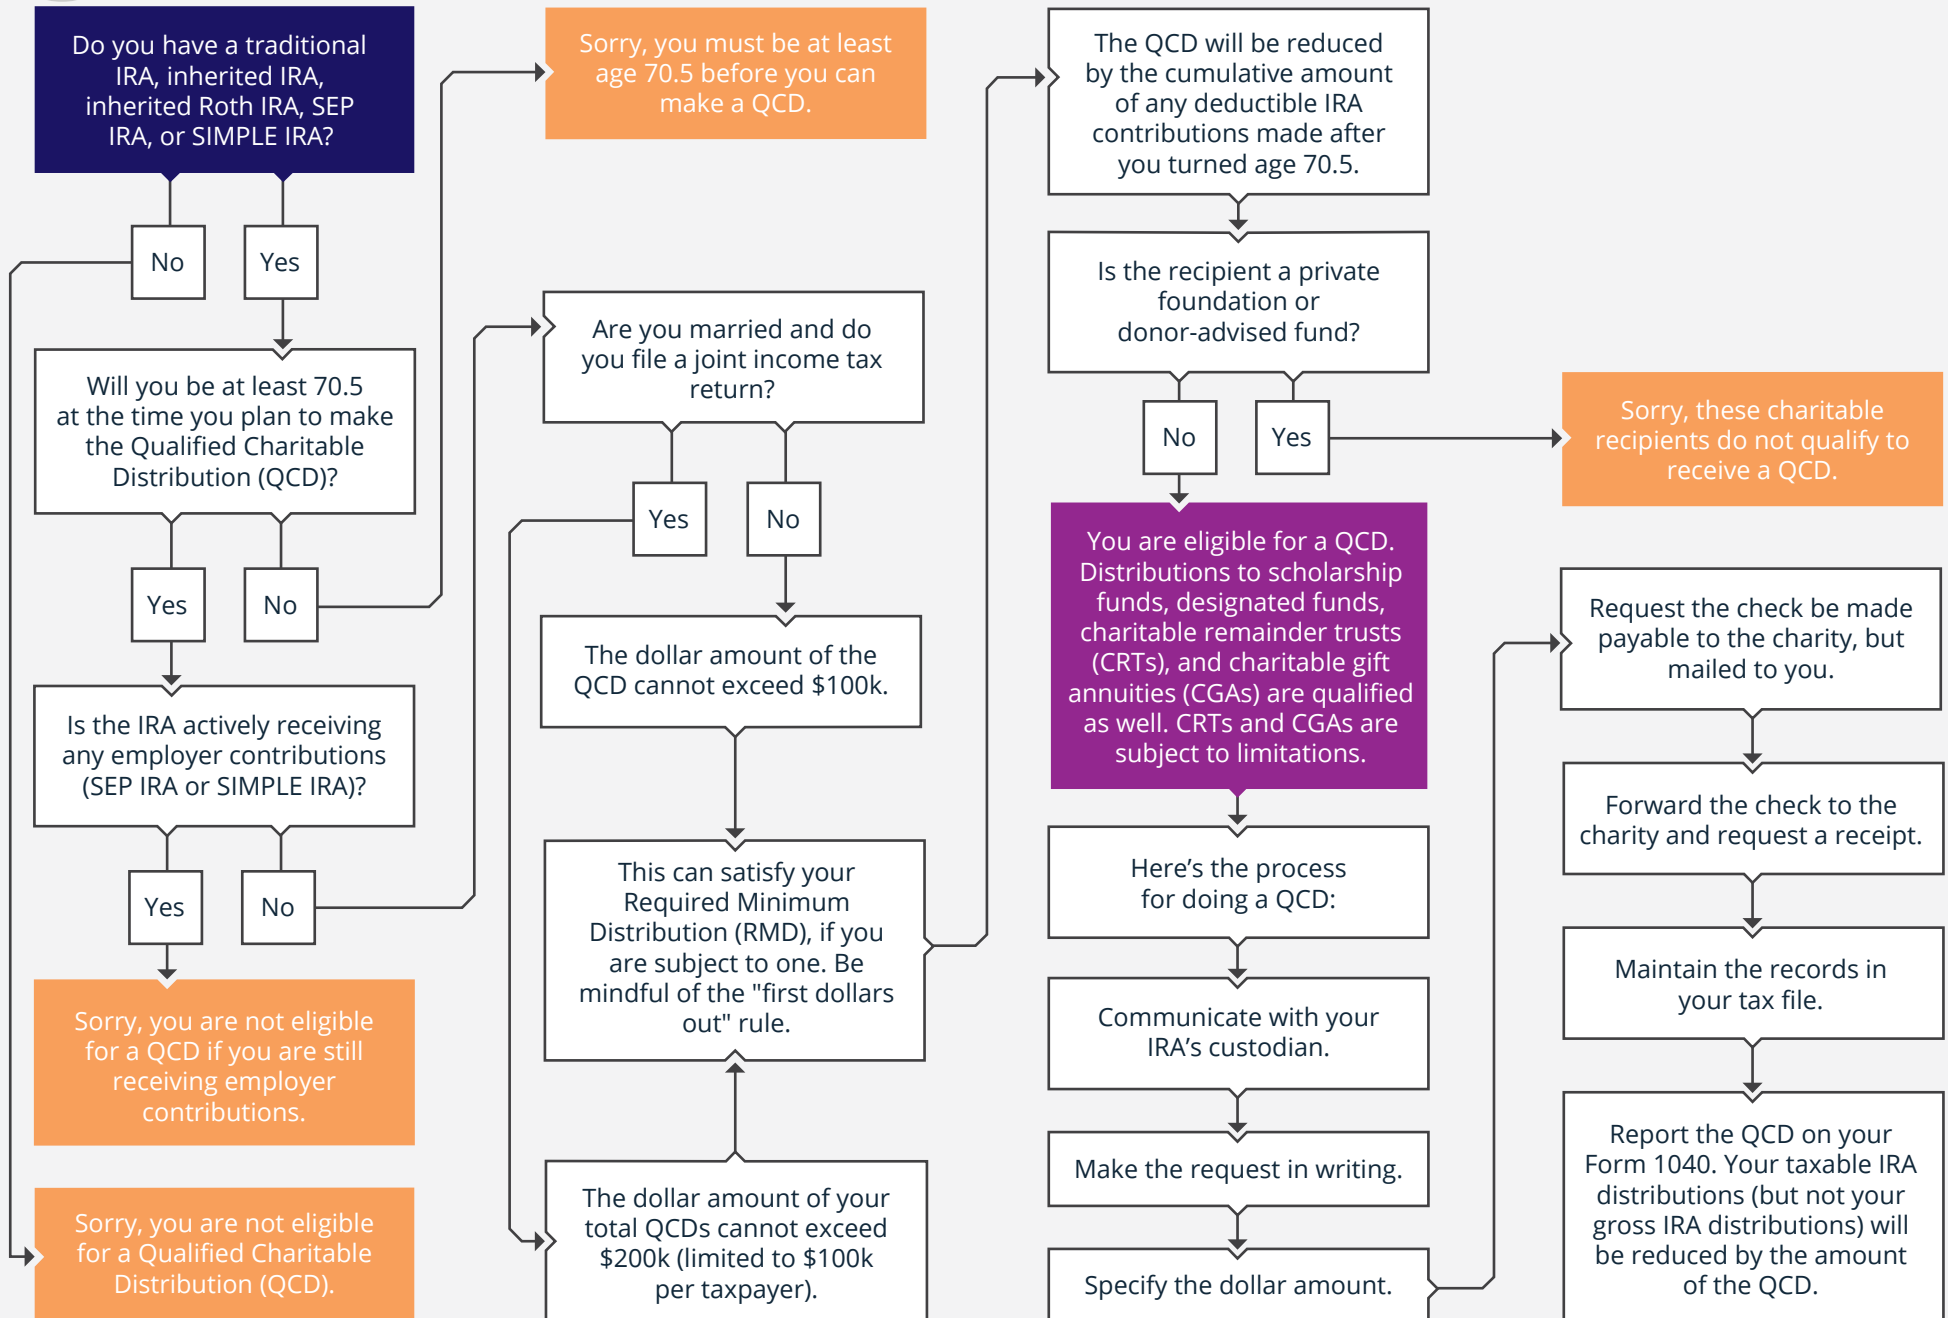 Do you have a traditional
IRA, inherited IRA,
inherited Roth IRA, SEP
IRA, or SIMPLE IRA?
No
Yes
Will you be at least 70.5
at the time you plan to make
the Qualified Charitable
Distribution (QCD)?
Yes
No
Is the IRA actively receiving
any employer contributions
(SEP IRA or SIMPLE IRA)?
Yes
No
Sorry, you are not eligible
for a QCD if you are still
receiving employer
contributions.
Sorry, you are not eligible
for a Qualified Charitable
Distribution (QCD).
Sorry, you must be at least
age 70.5 before you can
make a QCD.
Are you married and do
you file a joint income tax
return?
Yes
No
The dollar amount of the
QCD cannot exceed $100k.
This can satisfy your
Required Minimum
Distribution (RMD), if you
are subject to one. Be
mindful of the "first dollars
out" rule.
The dollar amount of your
total QCDs cannot exceed
$200k (limited to $100k
per taxpayer).
The QCD will be reduced
by the cumulative amount
of any deductible IRA
contributions made after
you turned age 70.5.
Is the recipient a private
foundation or
donor-advised fund?
No
Yes
Sorry, these charitable
recipients do not qualify to
receive a QCD.
You are eligible for a QCD.
Distributions to scholarship
funds, designated funds,
charitable remainder trusts
(CRTs), and charitable gift
annuities (CGAs) are qualified
as well. CRTs and CGAs are
subject to limitations.
Here’s the process
for doing a QCD:
Communicate with your
IRA’s custodian.
Make the request in writing.
Specify the dollar amount.
Request the check be made
payable to the charity, but
mailed to you.
Forward the check to the
charity and request a receipt.
Maintain the records in
your tax file.
Report the QCD on your
Form 1040. Your taxable IRA
distributions (but not your
gross IRA distributions) will
be reduced by the amount
of the QCD.